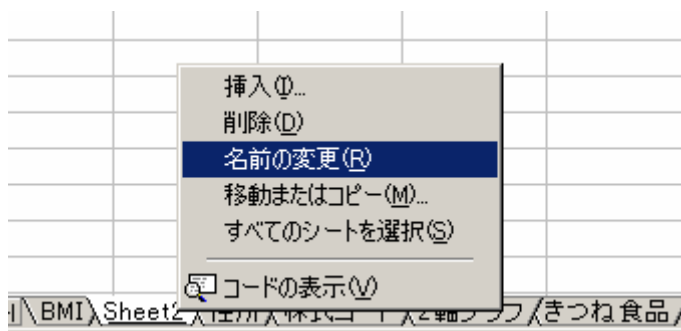 挿入(I)...
削除(D)
名前の変更(R)
移動またはコピー(M)...
すべてのシートを選択(S)
コードの表示(V)
BMI Sheet2 きつね食品